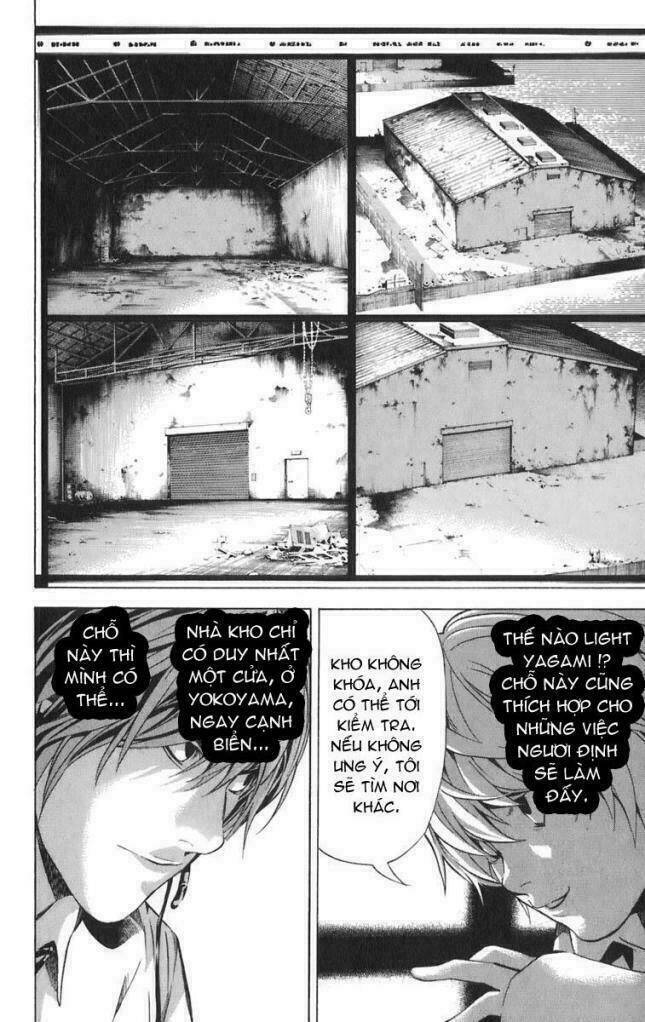 THẾ NÀO LIGHT
YAGAMI !?
CHỖ NÀY CŨNG
THÍCH HỢP CHO
NHỮNG VIỆC
NGƯƠI ĐỊNH
SẼ LÀM
ĐẤY.
KHO KHÔNG
KHÓA, ANH
CÓ THỂ TỚI
KIỂM TRA.
NẾU KHÔNG
ƯNG Ý, TÔI
SẼ TÌM NƠI
KHÁC.
NHÀ KHO CHỈ
CÓ DUY NHẤT
MỘT CỬA, Ở
YOKOYAMA,
NGAY CẠNH
BIỂN...
CHỖ
NÀY THÌ
MÌNH CÓ
THỂ...